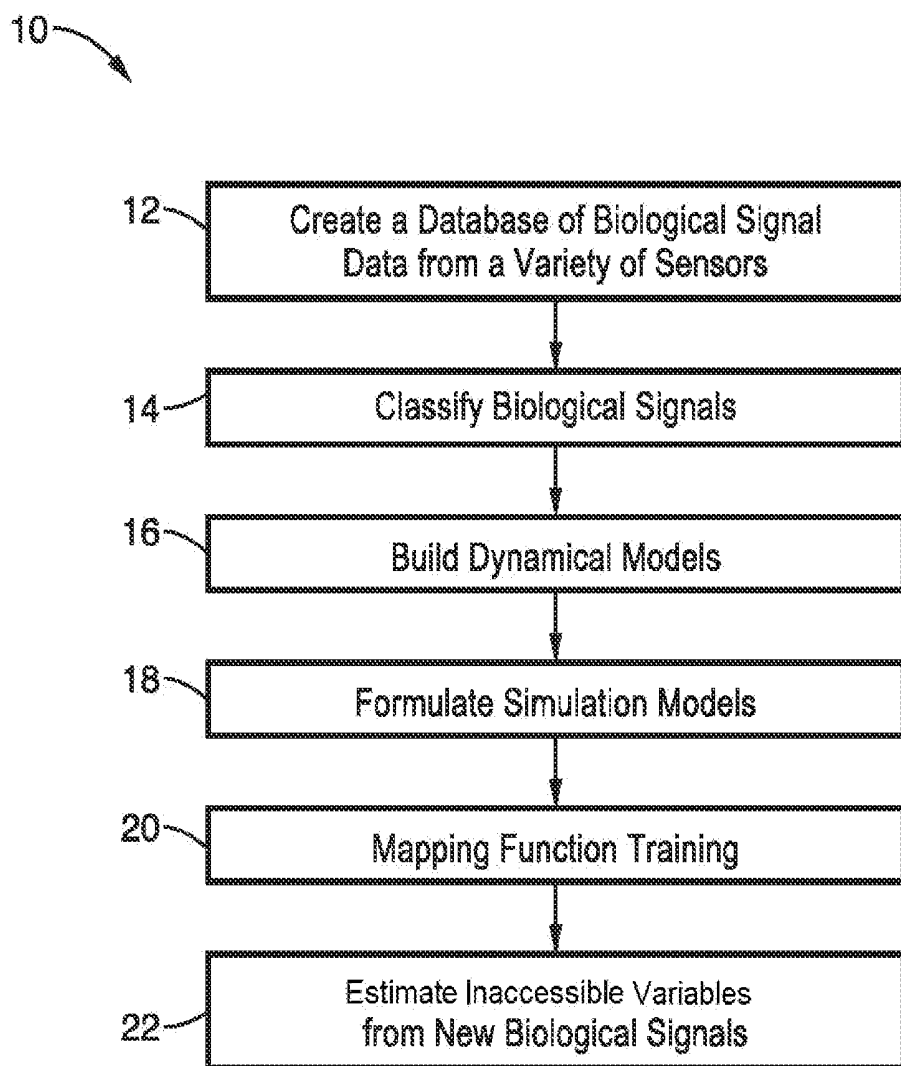 10
12
Create a Database of Biological Signal
Data from a Variety of Sensors
14
Classify Biological Signals
16
Build Dynamical Models
18
Formulate Simulation Models
20
Mapping Function Training
22
Estimate Inaccessible Variables
from New Biological Signals